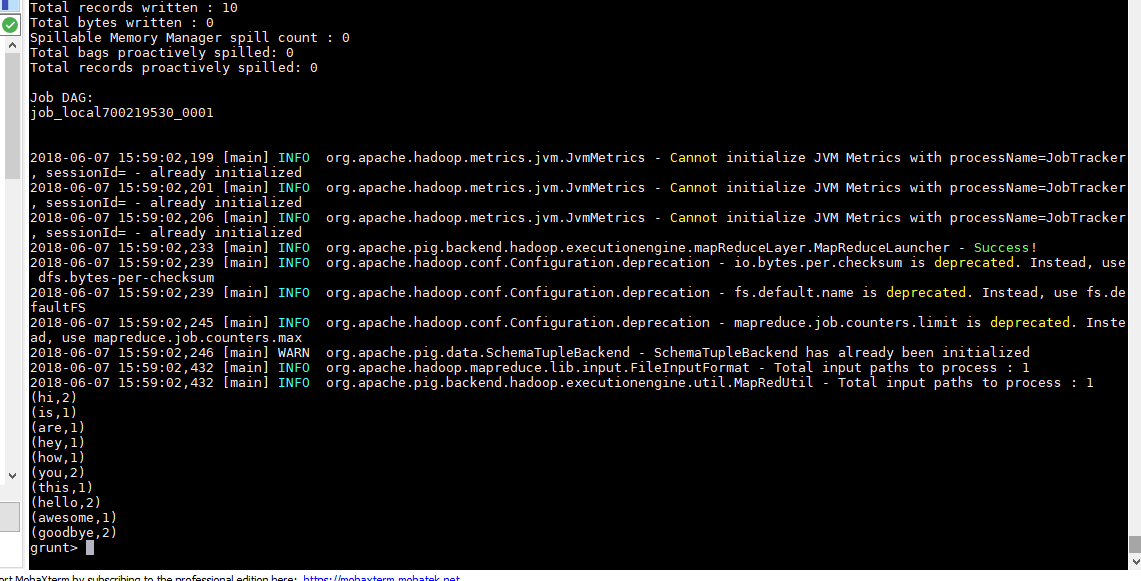 Total records written : 10
Total bytes written : 0
Spillable Memory Manager spill count : 0
Total bags proactively spilled: 0
Total records proactively spilled: 0
Job DAG:
job_local700219530_0001
2018-06-07 15:59:02,199 [main] INFO  org.apache.hadoop.metrics.jvm.JvmMetrics - Cannot initialize JVM Metrics with processName=JobTracker
, sessionId= - already initialized
2018-06-07 15:59:02,201 [main] INFO  org.apache.hadoop.metrics.jvm.JvmMetrics - Cannot initialize JVM Metrics with processName=JobTracker
, sessionId= - already initialized
2018-06-07 15:59:02,206 [main] INFO  org.apache.hadoop.metrics.jvm.JvmMetrics - Cannot initialize JVM Metrics with processName=JobTracker
, sessionId= - already initialized
2018-06-07 15:59:02,233 [main] INFO  org.apache.pig.backend.hadoop.executionengine.mapReduceLayer.MapReduceLauncher - Success!
2018-06-07 15:59:02,239 [main] INFO  org.apache.hadoop.conf.Configuration.deprecation - io.bytes.per.checksum is deprecated. Instead, use
 dfs.bytes-per-checksum
2018-06-07 15:59:02,239 [main] INFO  org.apache.hadoop.conf.Configuration.deprecation - fs.default.name is deprecated. Instead, use fs.de
faultFS
2018-06-07 15:59:02,245 [main] INFO  org.apache.hadoop.conf.Configuration.deprecation - mapreduce.job.counters.limit is deprecated. Inste
ad, use mapreduce.job.counters.max
2018-06-07 15:59:02,246 [main] WARN  org.apache.pig.data.SchemaTupleBackend - SchemaTupleBackend has already been initialized
2018-06-07 15:59:02,432 [main] INFO  org.apache.hadoop.mapreduce.lib.input.FileInputFormat - Total input paths to process : 1
2018-06-07 15:59:02,432 [main] INFO  org.apache.pig.backend.hadoop.executionengine.util.MapRedUtil - Total input paths to process : 1
(hi,2)
(is,1)
(are,1)
(hey,1)
(how,1)
(you,2)
(this,1)
(hello,2)
(awesome,1)
(goodbye,2)
grunt>
ort MobaXterm by subscribing to the professional edition here: https://mobaxterm.mobatek.net